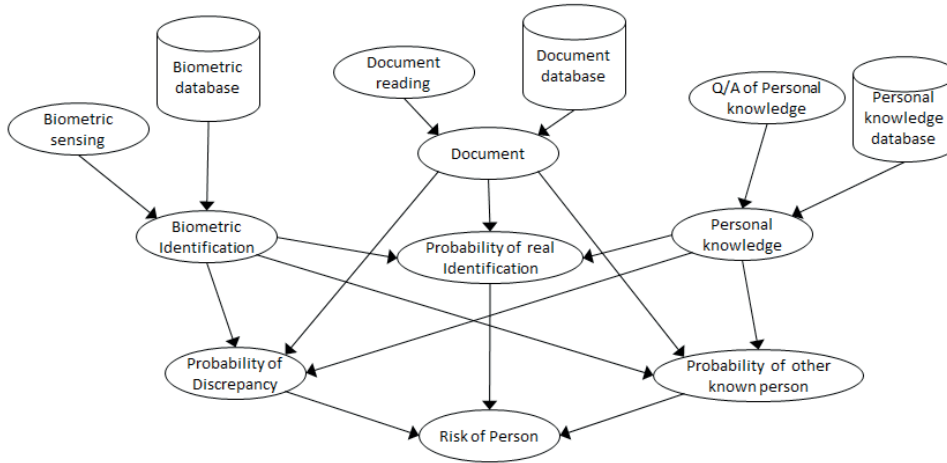 Biometric
database
Document
reading
Document
database
Q/A of Personal
knowledge
Personal
knowledge
database
Biometric
sensing
Document
Biometric
Identification
Probability of real
Identification
Personal
knowledge
Probability of
Discrepancy
Probability of other
known person
Risk of Person